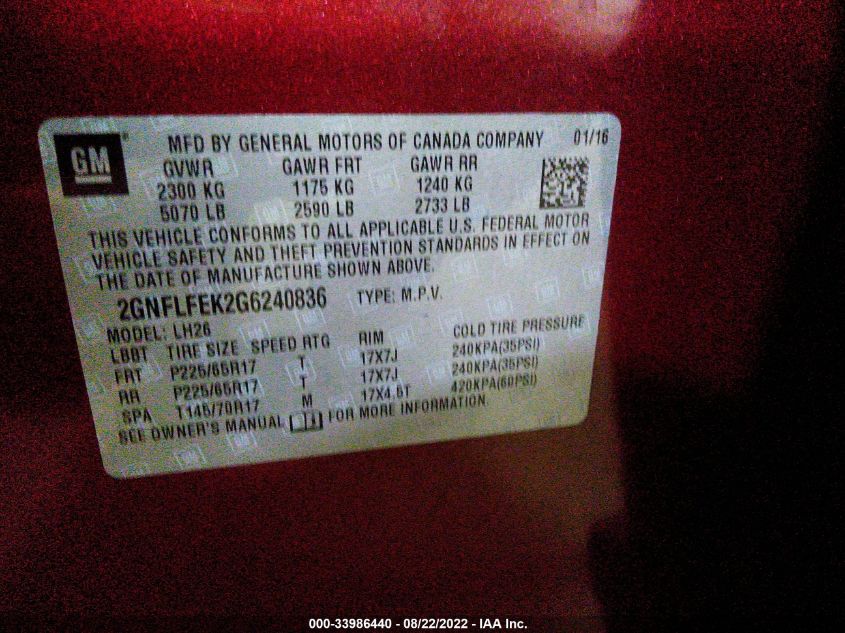 GM
MFD BY GENERAL MOTORS OF CANADA COMPANY 01/16
GVWR GAWR FRT GAWR RR
2300 KG 1175 KG 1240 KG
5070 LB 2590 LB 2733 LB
THIS VEHICLE CONFORMS TO ALL APPLICABLE U.S. FEDERAL MOTOR
VEHICLE SAFETY AND THEFT PREVENTION STANDARDS IN EFFECT ON
THE DATE OF MANUFACTURE SHOWN ABOVE.
2GNFLFEK2G6240836 TYPE: M.P.V.
MODEL: LH26
LBBT TIRE SIZE SPEED RTG RIM COLD TIRE PRESSURE
FRT P225/65R17 T 17X7J 240KPA(35PSI)
RR P225/65R17 T 17X7J 240KPA(35PSI)
SPA T145/70R17 M 17X4.5T 420KPA(60PSI)
SEE OWNER'S MANUAL FOR MORE INFORMATION.
000-33986440 - 08/22/2022 - IAA Inc.